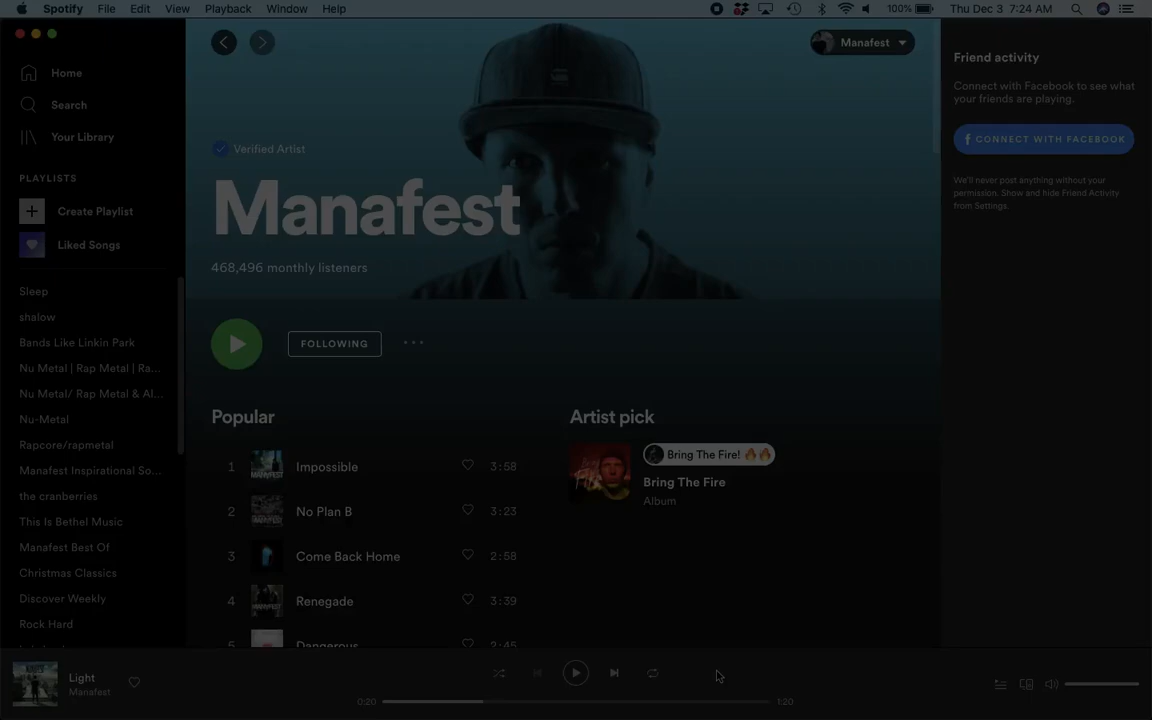 Spotify File Edit View Playback Window Help
100% Thu Dec 3 7:24 AM
Home
Search
Your Library
PLAYLISTS
Create Playlist
Liked Songs
Sleep
shalow
Bands Like Linkin Park
Nu Metal | Rap Metal | Ra...
Nu Metal/ Rap Metal & Al...
Nu-Metal
Rapcore/rapmetal
Manafest Inspirational So...
the cranberries
This Is Bethel Music
Manafest Best Of
Christmas Classics
Discover Weekly
Rock Hard
Manafest
Verified Artist
Manafest
468,496 monthly listeners
FOLLOWING
Popular
1 Impossible 3:58
2 No Plan B 3:23
3 Come Back Home 2:58
4 Renegade 3:39
5 Dangerous 2:45
Artist pick
Bring The Fire! 🔥🔥
Bring The Fire
Album
Friend activity
Connect with Facebook to see what
your friends are playing.
CONNECT WITH FACEBOOK
We'll never post anything without your
permission. Show and hide Friend Activity
from Settings.
Light
Manafest
0:20
1:20